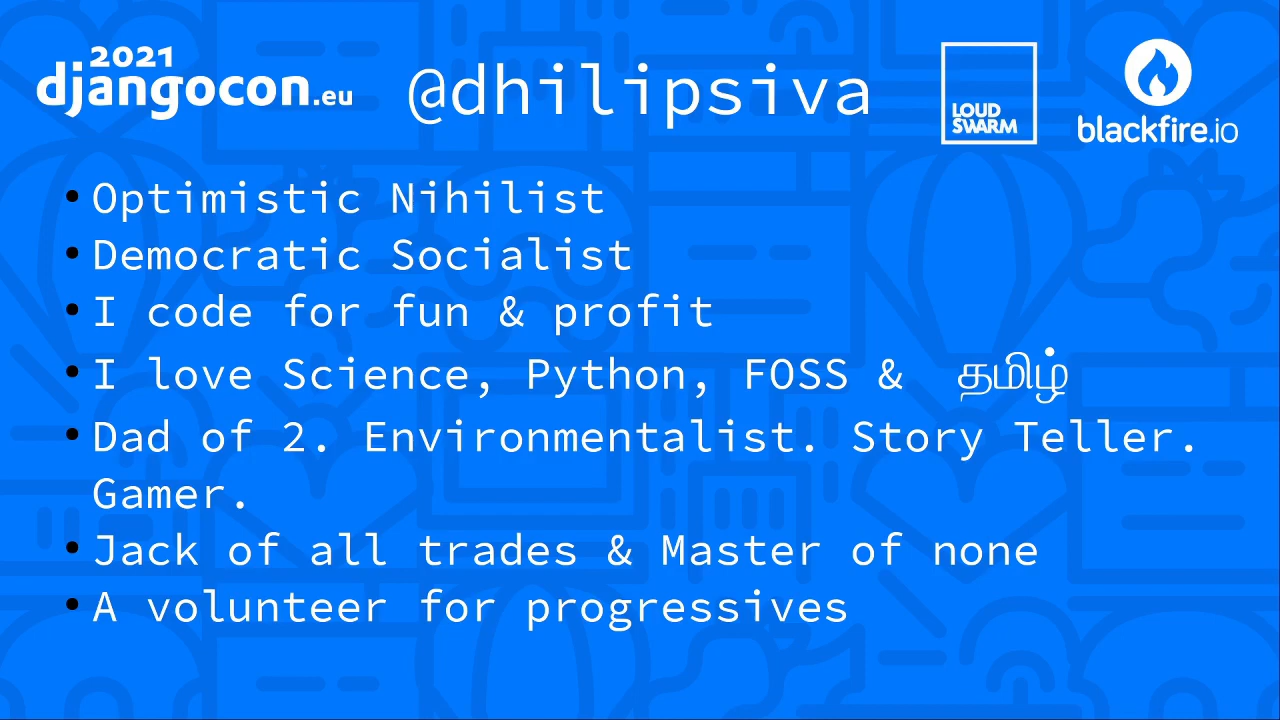 2021
djangocon.eu
@dhilipsiva
LOUD
SWARM
blackfire.io
• Optimistic Nihilist
• Democratic Socialist
• I code for fun & profit
• I love Science, Python, FOSS & தமிழ்
• Dad of 2. Environmentalist. Story Teller.
Gamer.
• Jack of all trades & Master of none
• A volunteer for progressives